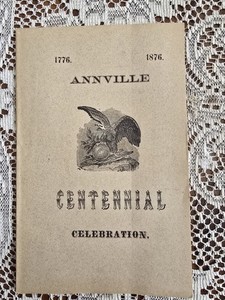 1776. 1876.
ANNVILLE
CENTENNIAL
CELEBRATION.